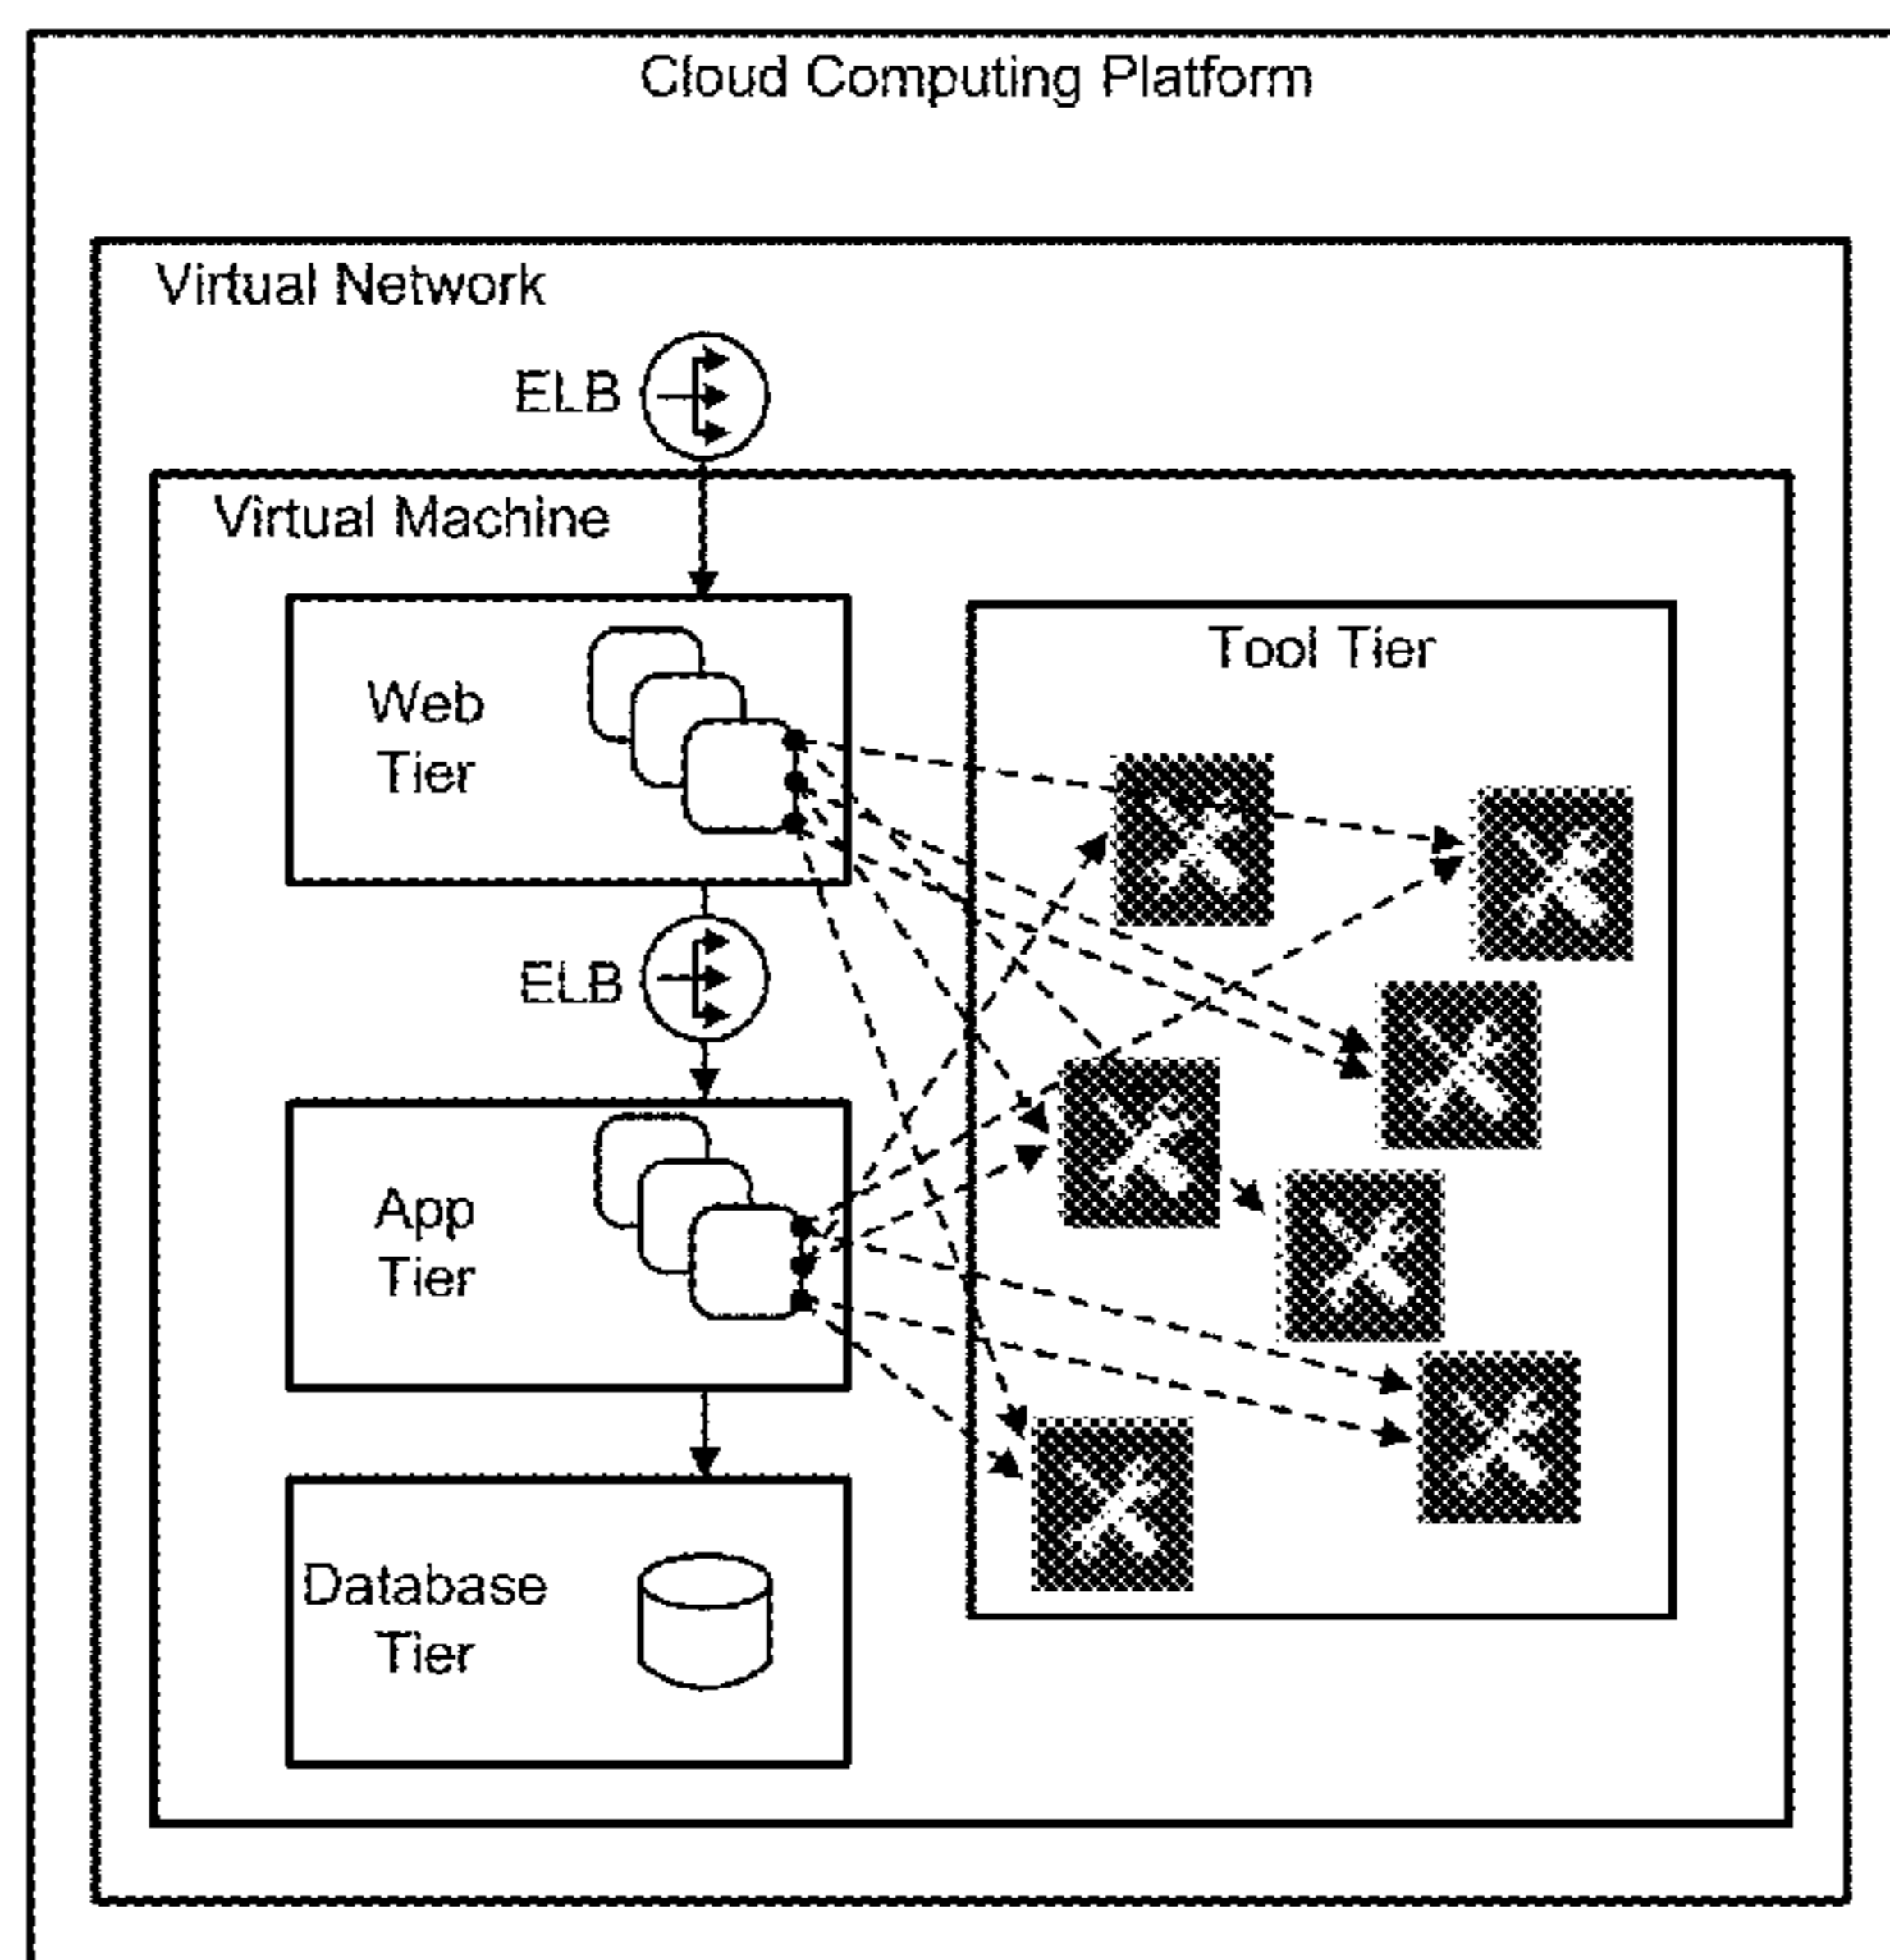 Cloud Computing Platform
Virtual Network
ELB
Virtual Machine
Web
Tier
Tool Tier
ELB
App
Tier
Database
Tier